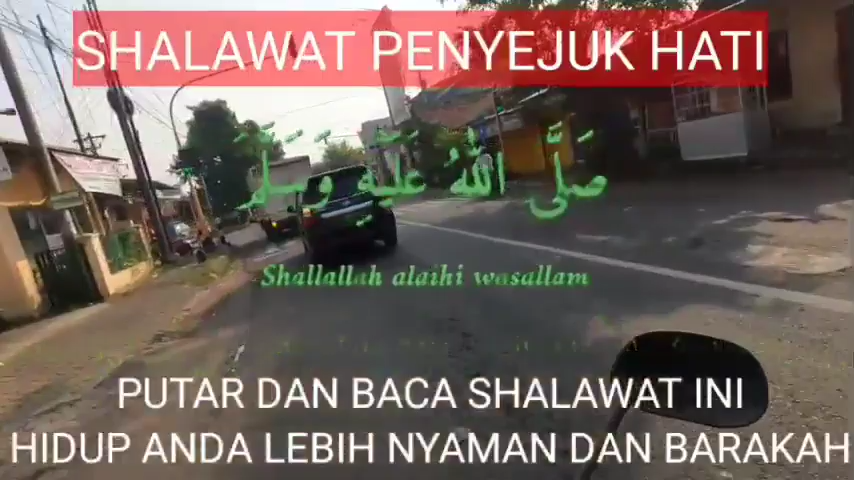 SHALAWAT PENYEJUK HATI
صَلَّى اللهُ عَلَيْهِ وَسَلَّمَ
Shallallah alaihi wasallam
PUTAR DAN BACA SHALAWAT INI
HIDUP ANDA LEBIH NYAMAN DAN BARAKAH